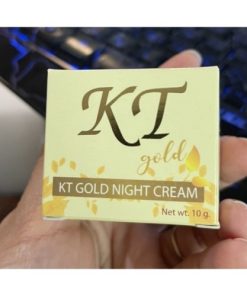 KT
gold
KT GOLD NIGHT CREAM
Net wt. 10 g